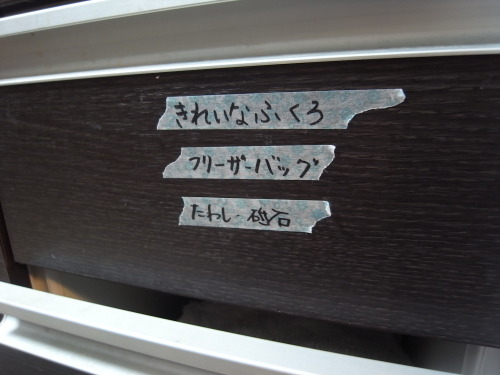 きれいなふくろ
フリーザーバッグ
たわし・砥石